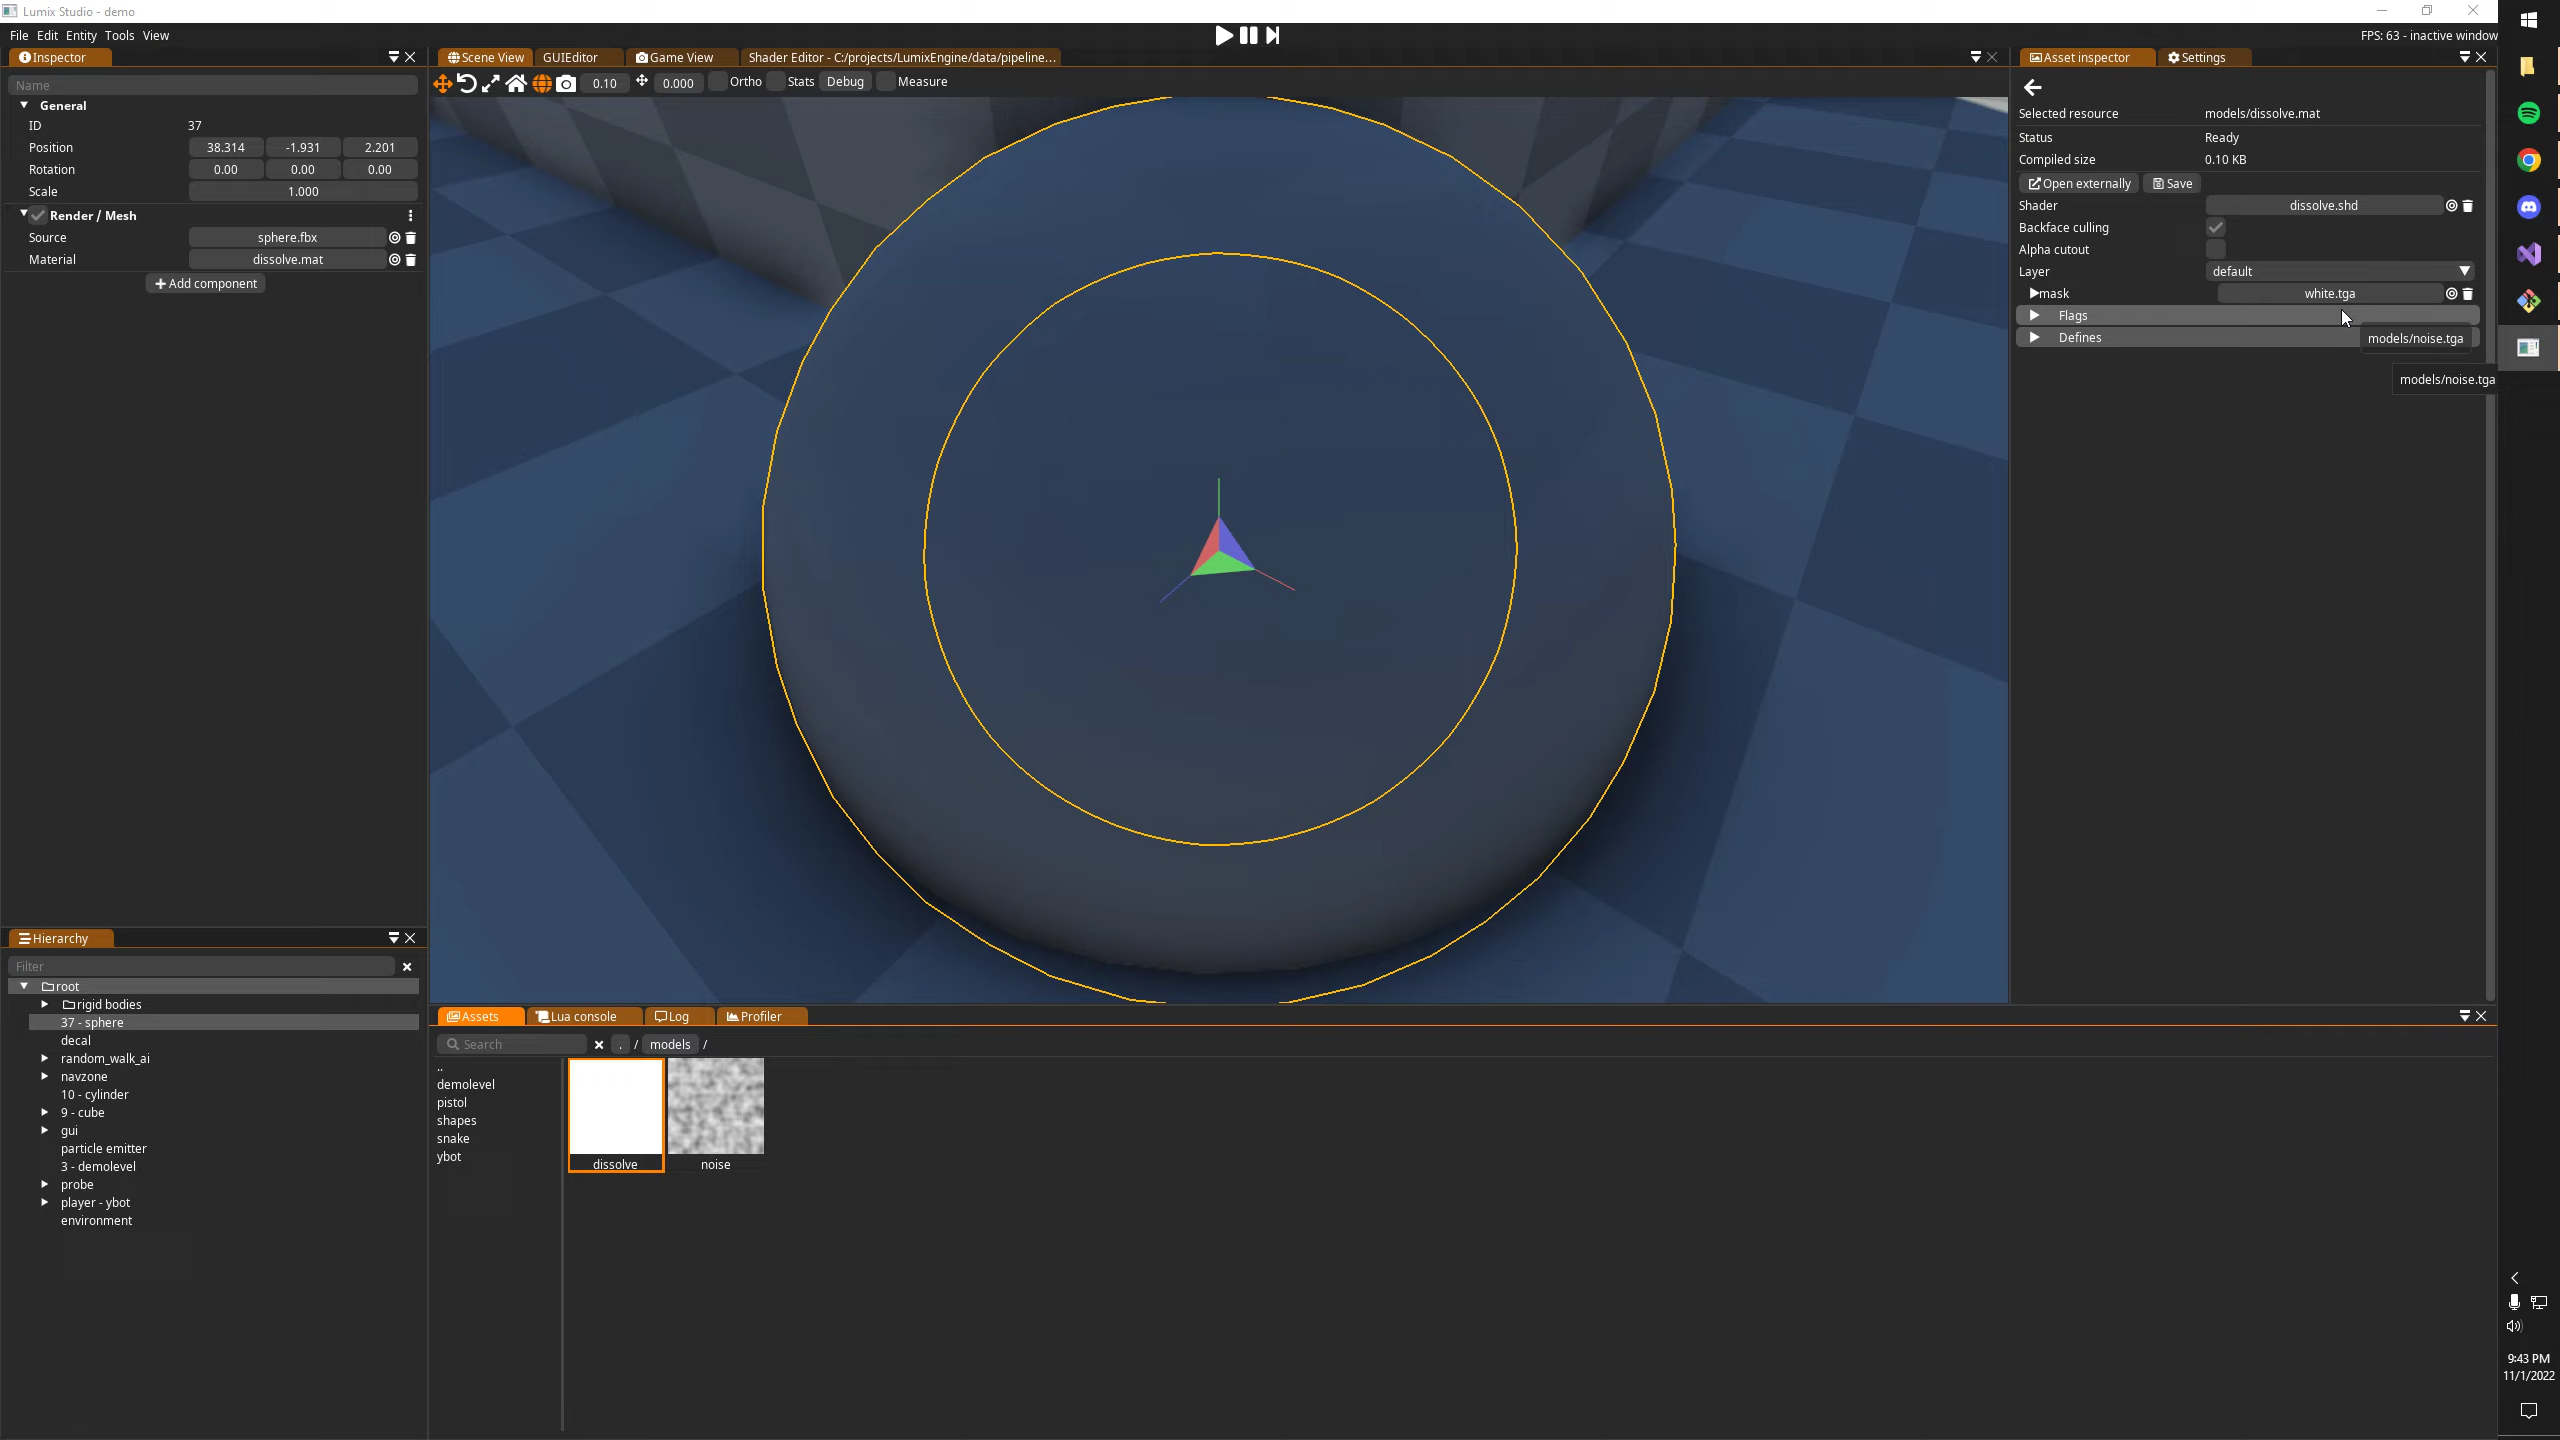 Lumix Studio - demo
File Edit Entity Tools View
FPS: 63 - inactive window
Inspector
Name
General
ID 37
Position 38.314 -1.931 2.201
Rotation 0.00 0.00 0.00
Scale 1.000
Render / Mesh
Source sphere.fbx
Material dissolve.mat
Add component
Hierarchy
Filter
root
rigid bodies
37 - sphere
decal
random_walk_ai
navzone
10 - cylinder
9 - cube
gui
particle emitter
3 - demolevel
probe
player - ybot
environment
Scene View GUIEditor Game View Shader Editor - C:/projects/LumixEngine/data/pipeline...
0.10 0.000 Ortho Stats Debug Measure
Assets Lua console Log Profiler
Search . / models /
..
demolevel
pistol
shapes
snake
ybot
dissolve noise
Asset inspector Settings
Selected resource models/dissolve.mat
Status Ready
Compiled size 0.10 KB
Open externally Save
Shader dissolve.shd
Backface culling
Alpha cutout
Layer default
mask white.tga
Flags
Defines
models/noise.tga
models/noise.tga
9:43 PM
11/1/2022